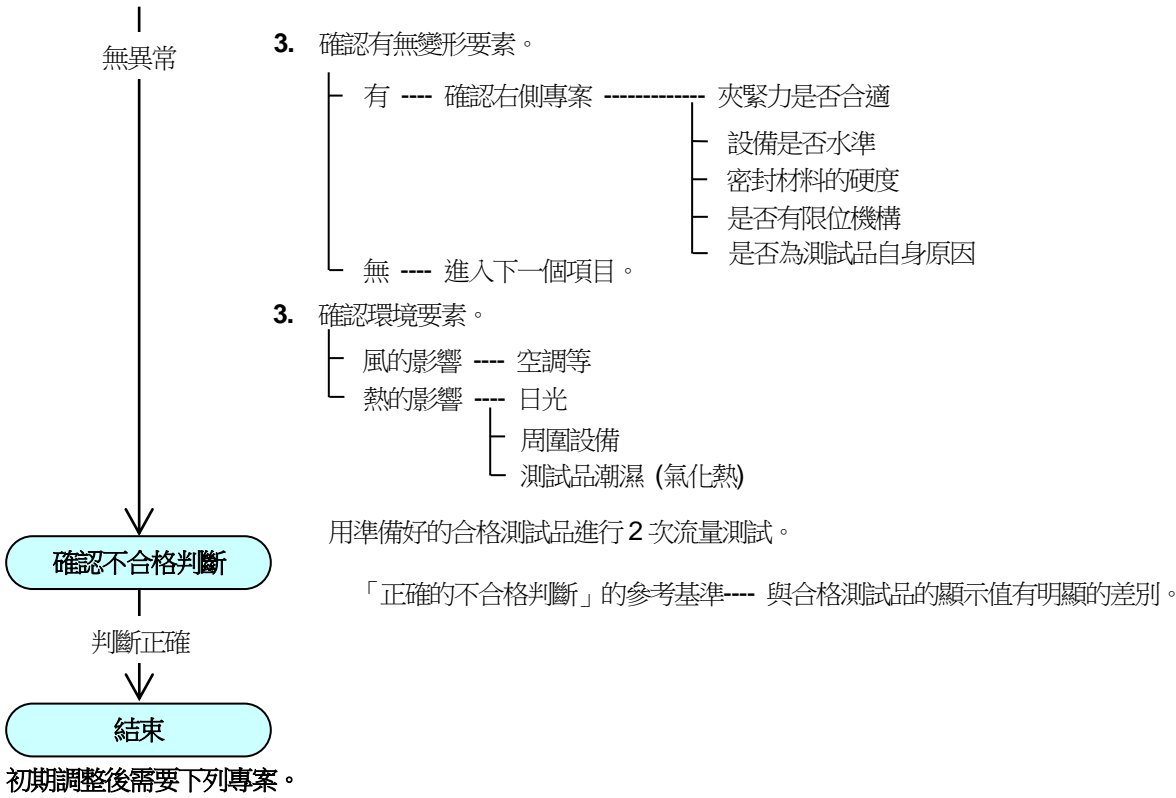 無異常
3. 確認有無變形要素。
有 ---- 確認右側專案 ------------- 夾緊力是否合適
設備是否水準
密封材料的硬度
是否有限位機構
是否為測試品自身原因
無 ---- 進入下一個項目。
3. 確認環境要素。
風的影響 ---- 空調等
熱的影響 ---- 日光
周圍設備
測試品潮濕 (氣化熱)
用準備好的合格測試品進行 2 次流量測試。
確認不合格判斷
「正確的不合格判斷」的參考基準---- 與合格測試品的顯示值有明顯的差別。
判斷正確
結束
初期調整後需要下列專案。